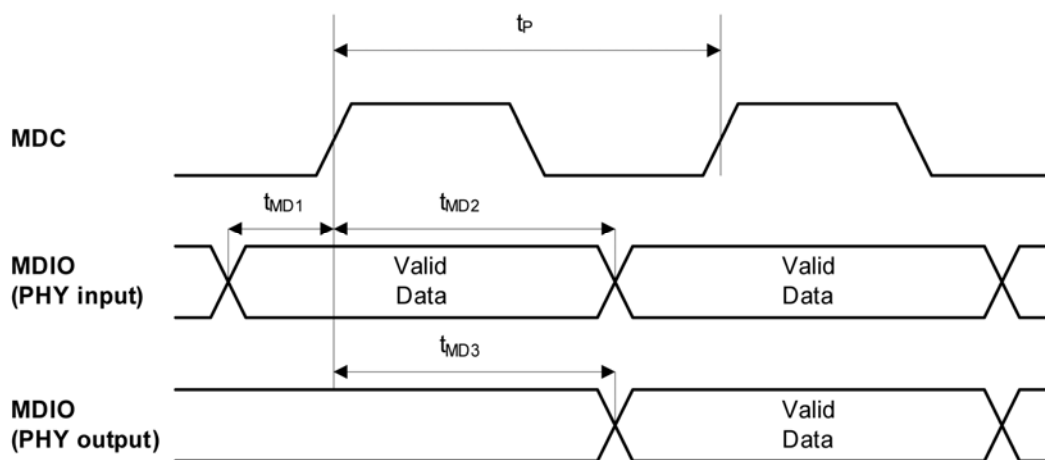 tP
MDC
tMD1
tMD2
MDIO
(PHY input)
Valid
Data
Valid
Data
tMD3
MDIO
(PHY output)
Valid
Data